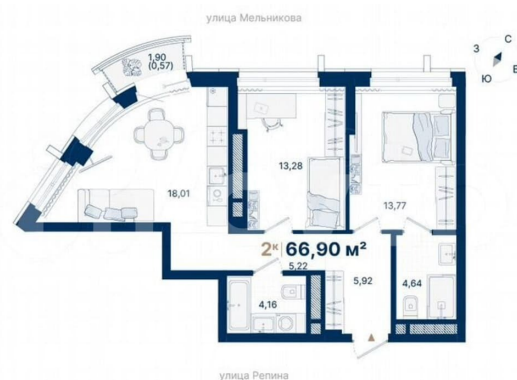 улица Мельникова
1,90
(0,57)
С
З
В
Ю
13,28
18,01
13,77
2к 66,90 м²
5,22
5,92
4,64
4,16
улица Репина